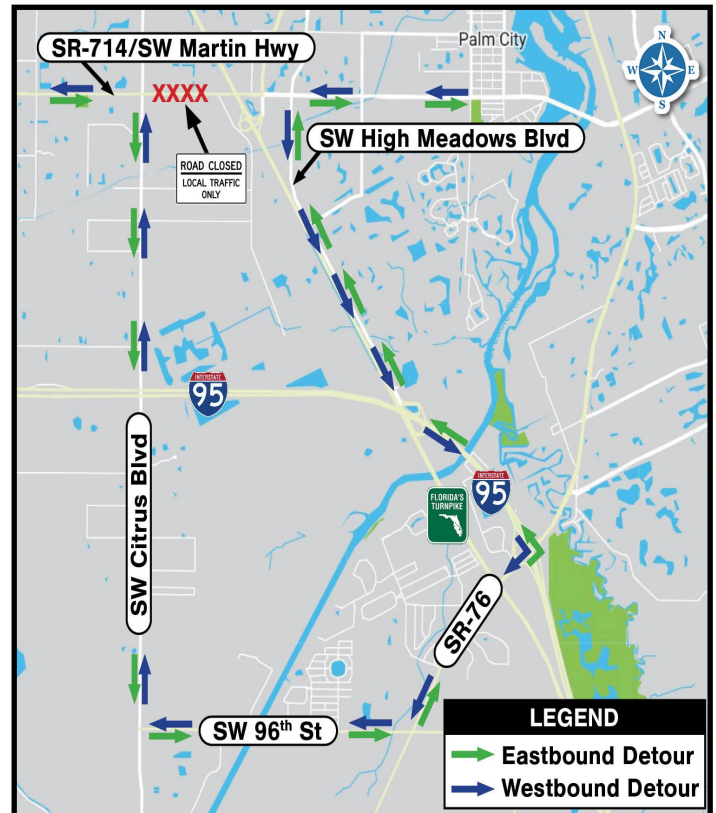 SR-714/SW Martin Hwy
Palm City
N
W E
S
XXXX
SW High Meadows Blvd
ROAD CLOSED
LOCAL TRAFFIC
ONLY
INTERSTATE
95
SW Citrus Blvd
INTERSTATE
95
FLORIDA'S
TURNPIKE
SR-76
SW 96th St
LEGEND
Eastbound Detour
Westbound Detour